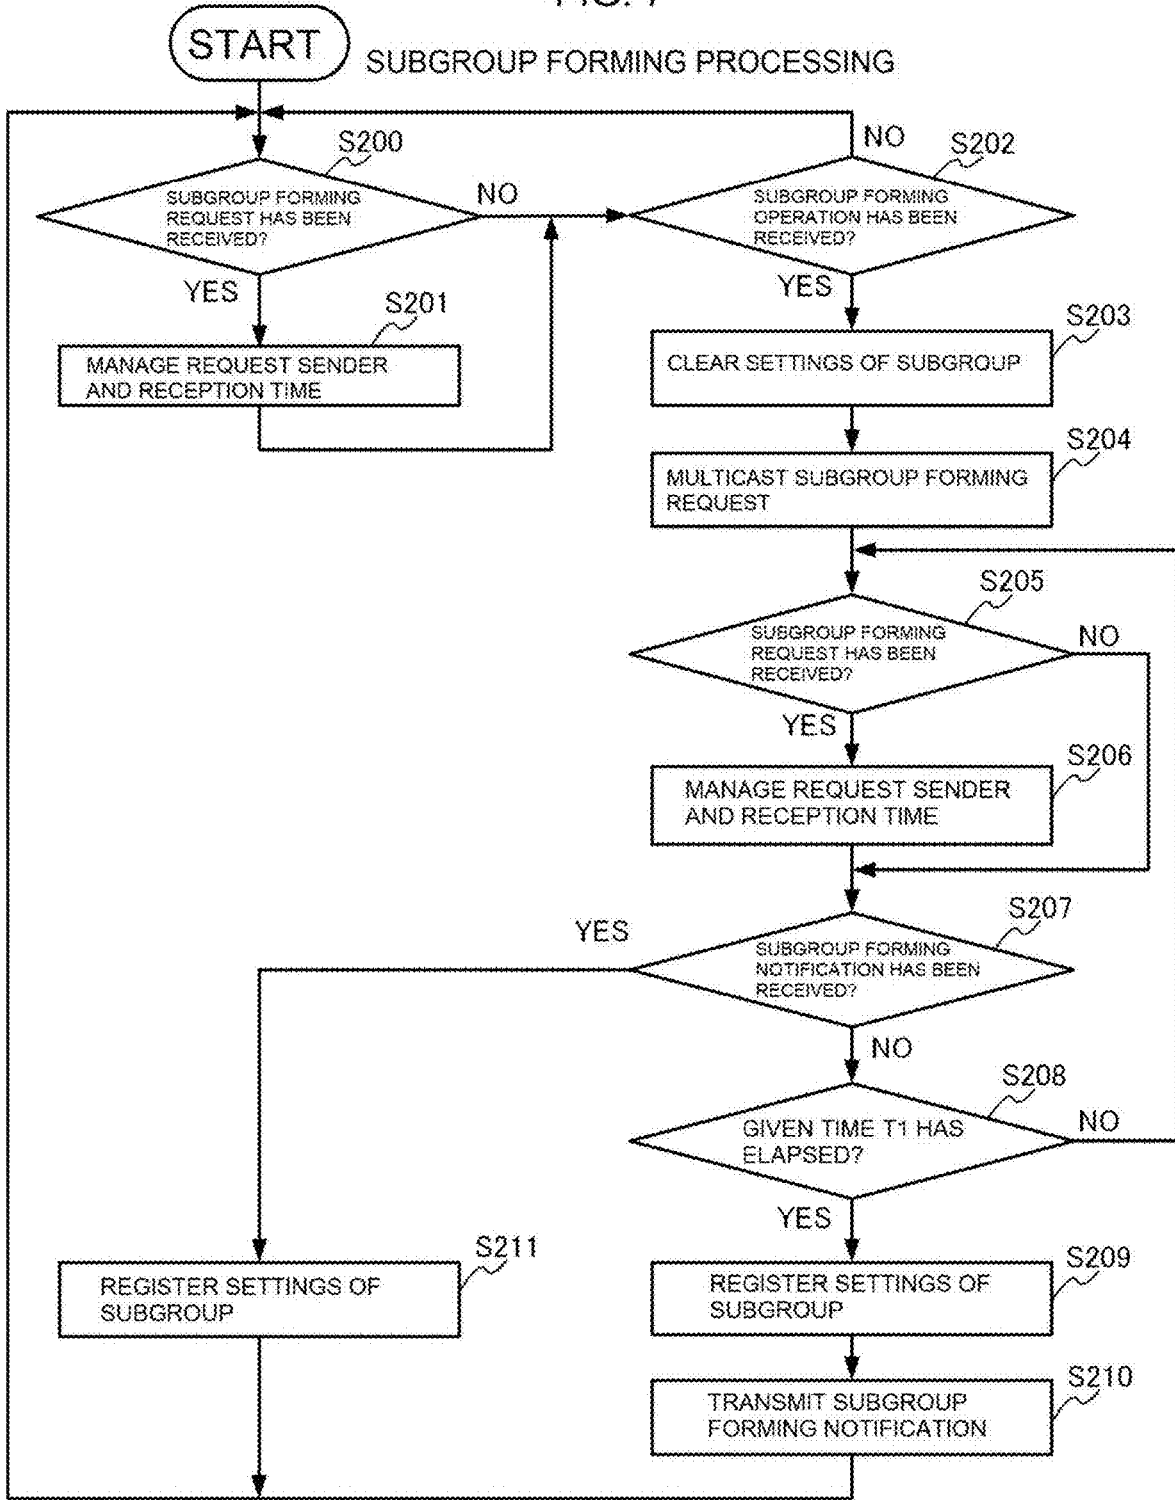 START
SUBGROUP FORMING PROCESSING
S200
SUBGROUP FORMING
REQUEST HAS BEEN
RECEIVED?
NO
YES
S201
MANAGE REQUEST SENDER
AND RECEPTION TIME
NO
S202
SUBGROUP FORMING
OPERATION HAS BEEN
RECEIVED?
YES
S203
CLEAR SETTINGS OF SUBGROUP
S204
MULTICAST SUBGROUP FORMING
REQUEST
S205
SUBGROUP FORMING
REQUEST HAS BEEN
RECEIVED?
NO
YES
S206
MANAGE REQUEST SENDER
AND RECEPTION TIME
S207
SUBGROUP FORMING
NOTIFICATION HAS BEEN
RECEIVED?
YES
NO
S208
GIVEN TIME T1 HAS
ELAPSED?
NO
YES
S211
REGISTER SETTINGS OF
SUBGROUP
S209
REGISTER SETTINGS OF
SUBGROUP
S210
TRANSMIT SUBGROUP
FORMING NOTIFICATION